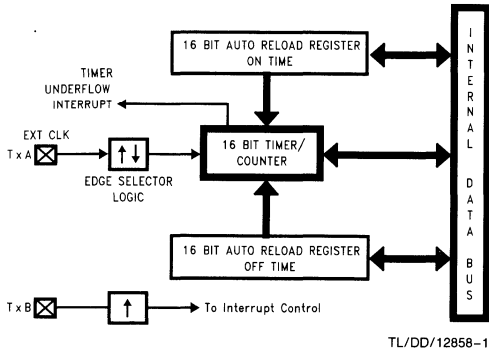 16 BIT AUTO RELOAD REGISTER
ON TIME
TIMER
UNDERFLOW
INTERRUPT
EXT CLK
TxA
EDGE SELECTOR
LOGIC
16 BIT TIMER/
COUNTER
16 BIT AUTO RELOAD REGISTER
OFF TIME
TxB
To Interrupt Control
INTERNAL DATA BUS
TL/DD/12858-1